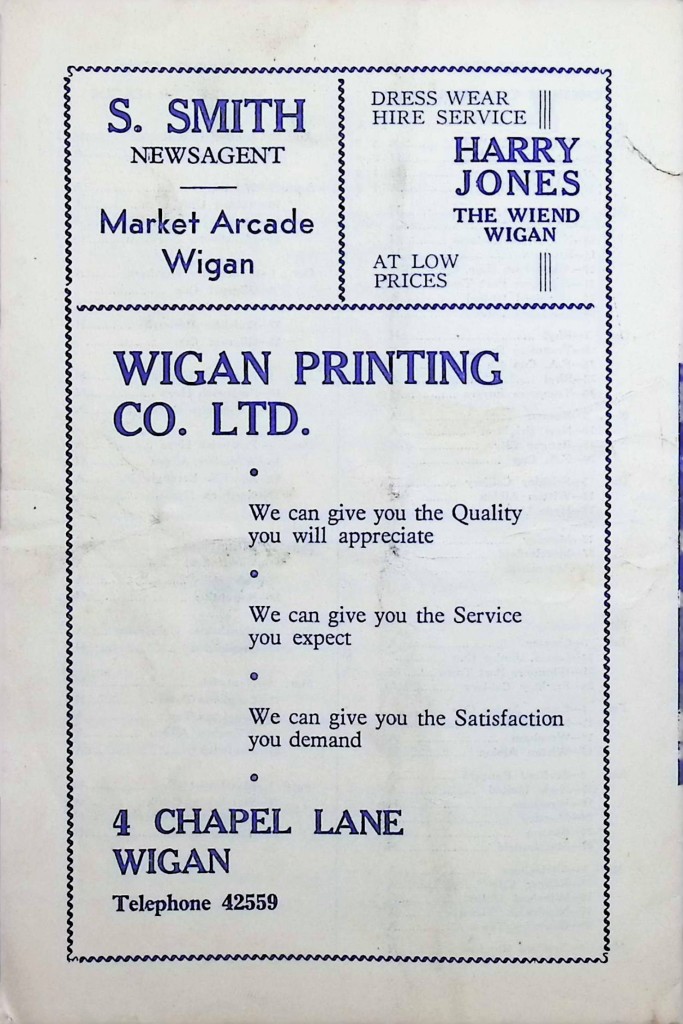 S. SMITH
NEWSAGENT
Market Arcade
Wigan
DRESS WEAR
HIRE SERVICE
HARRY
JONES
THE WIEND
WIGAN
AT LOW
PRICES
WIGAN PRINTING
CO. LTD.
We can give you the Quality
you will appreciate
We can give you the Service
you expect
We can give you the Satisfaction
you demand
4 CHAPEL LANE
WIGAN
Telephone 42559